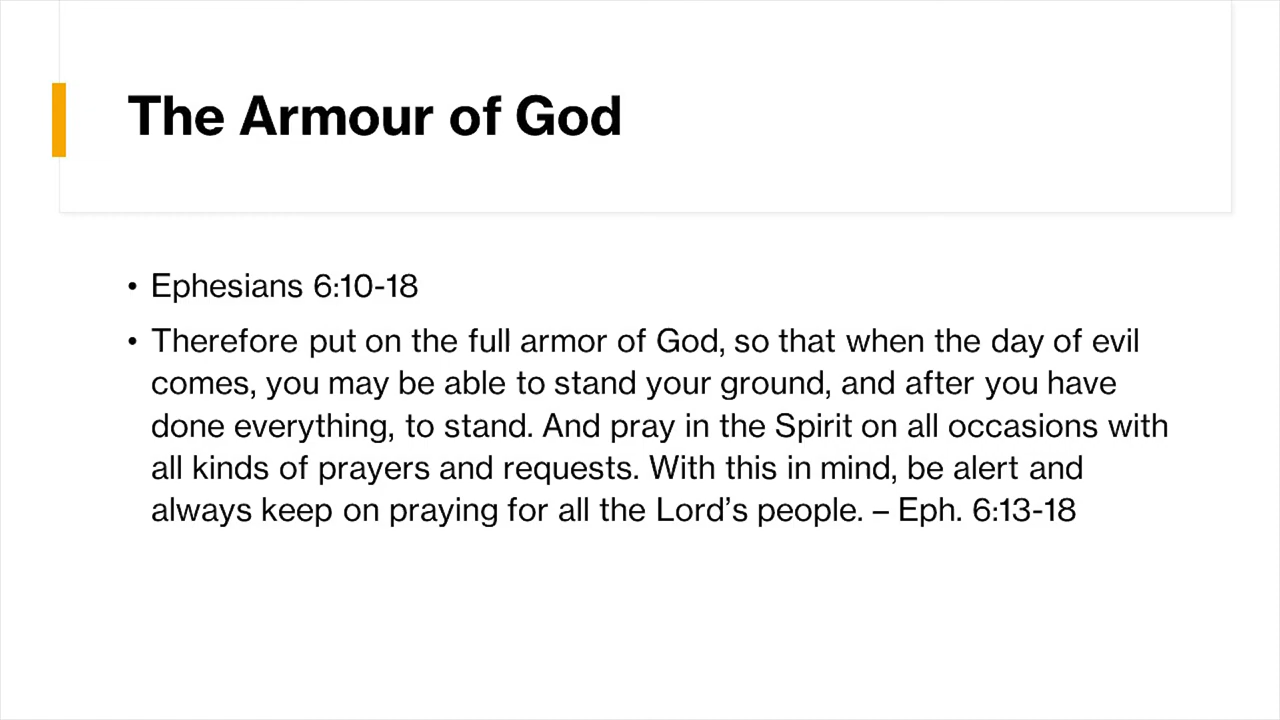 The Armour of God
• Ephesians 6:10-18
• Therefore put on the full armor of God, so that when the day of evil
comes, you may be able to stand your ground, and after you have
done everything, to stand. And pray in the Spirit on all occasions with
all kinds of prayers and requests. With this in mind, be alert and
always keep on praying for all the Lord’s people. – Eph. 6:13-18